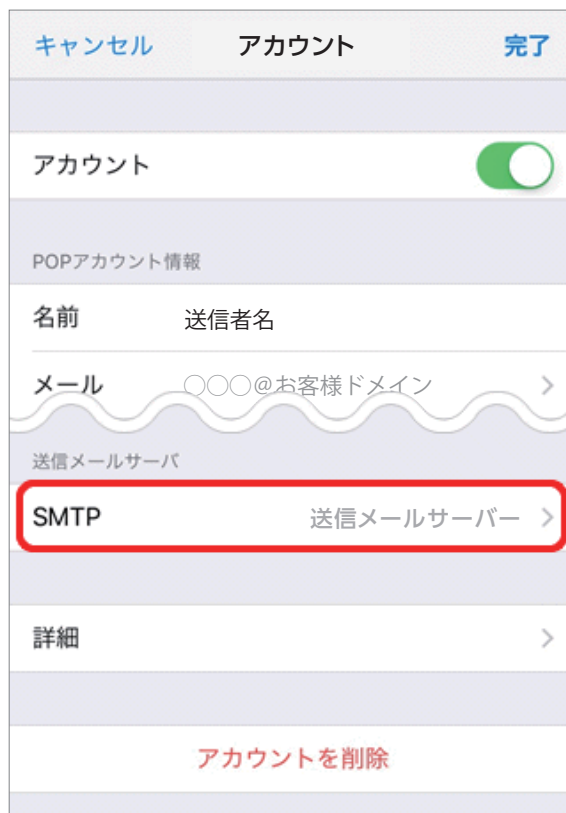 キャンセル アカウント 完了
アカウント
POPアカウント情報
名前 送信者名
メール ○○○@お客様ドメイン
送信メールサーバ
SMTP 送信メールサーバー
詳細
アカウントを削除